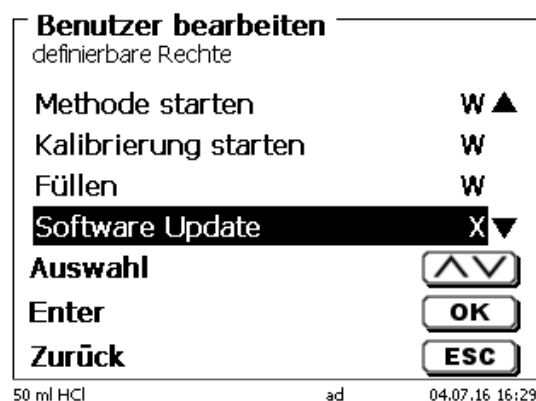 Benutzer bearbeiten
definierbare Rechte
Methode starten W ▲
Kalibrierung starten W
Füllen W
Software Update X ▼
Auswahl
Enter OK
Zurück ESC
50 ml HCl ad 04.07.16 16:29